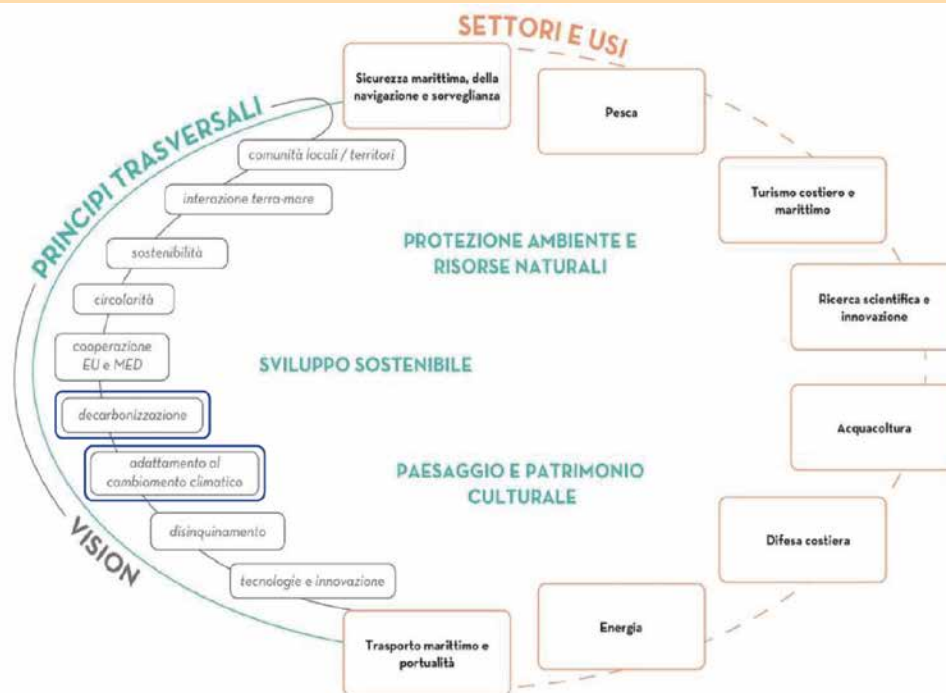 SETTORI E USI
Sicurezza marittima, della
navigazione e sorveglianza
Pesca
Turismo costiero e
marittimo
Ricerca scientifica e
innovazione
Acquacoltura
Difesa costiera
Energia
Trasporto marittimo e
portualità
PRINCIPI TRASVERSALI
comunità locali / territori
interazione terra-mare
sostenibilità
circolarità
cooperazione
EU e MED
decarbonizzazione
adattamento al
cambiamento climatico
disinquinamento
tecnologie e innovazione
VISION
PROTEZIONE AMBIENTE E
RISORSE NATURALI
SVILUPPO SOSTENIBILE
PAESAGGIO E PATRIMONIO
CULTURALE